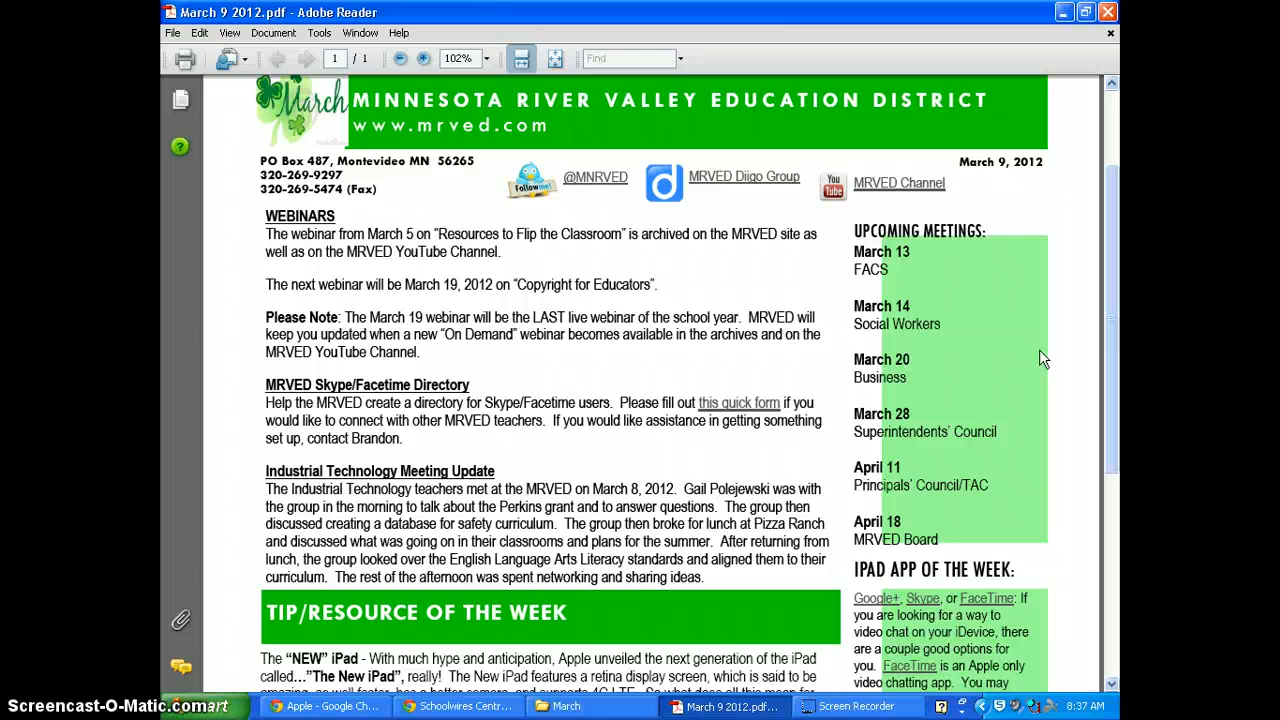 March 9 2012.pdf - Adobe Reader
File Edit View Document Tools Window Help
1 / 1 102% Find
March
MINNESOTA RIVER VALLEY EDUCATION DISTRICT
www.mrved.com
PO Box 487, Montevideo MN 56265
320-269-9297
320-269-5474 (Fax)
Follow me!
@MNRVED
MRVED Diigo Group
You Tube
MRVED Channel
March 9, 2012
WEBINARS
The webinar from March 5 on “Resources to Flip the Classroom” is archived on the MRVED site as
well as on the MRVED YouTube Channel.
The next webinar will be March 19, 2012 on “Copyright for Educators”.
Please Note: The March 19 webinar will be the LAST live webinar of the school year. MRVED will
keep you updated when a new “On Demand” webinar becomes available in the archives and on the
MRVED YouTube Channel.
MRVED Skype/Facetime Directory
Help the MRVED create a directory for Skype/Facetime users. Please fill out this quick form if you
would like to connect with other MRVED teachers. If you would like assistance in getting something
set up, contact Brandon.
Industrial Technology Meeting Update
The Industrial Technology teachers met at the MRVED on March 8, 2012. Gail Polejewski was with
the group in the morning to talk about the Perkins grant and to answer questions. The group then
discussed creating a database for safety curriculum. The group then broke for lunch at Pizza Ranch
and discussed what was going on in their classrooms and plans for the summer. After returning from
lunch, the group looked over the English Language Arts Literacy standards and aligned them to their
curriculum. The rest of the afternoon was spent networking and sharing ideas.
TIP/RESOURCE OF THE WEEK
The “NEW” iPad - With much hype and anticipation, Apple unveiled the next generation of the iPad
called…”The New iPad”, really! The New iPad features a retina display screen, which is said to be
UPCOMING MEETINGS:
March 13
FACS
March 14
Social Workers
March 20
Business
March 28
Superintendents’ Council
April 11
Principals’ Council/TAC
April 18
MRVED Board
IPAD APP OF THE WEEK:
Google+, Skype, or FaceTime: If
you are looking for a way to
video chat on your iDevice, there
are a couple good options for
you. FaceTime is an Apple only
video chatting app. You may
Screencast-O-Matic.com
art
Apple - Google Ch...
Schoolwires Centr...
March
March 9 2012.pdf...
Screen Recorder
8:37 AM